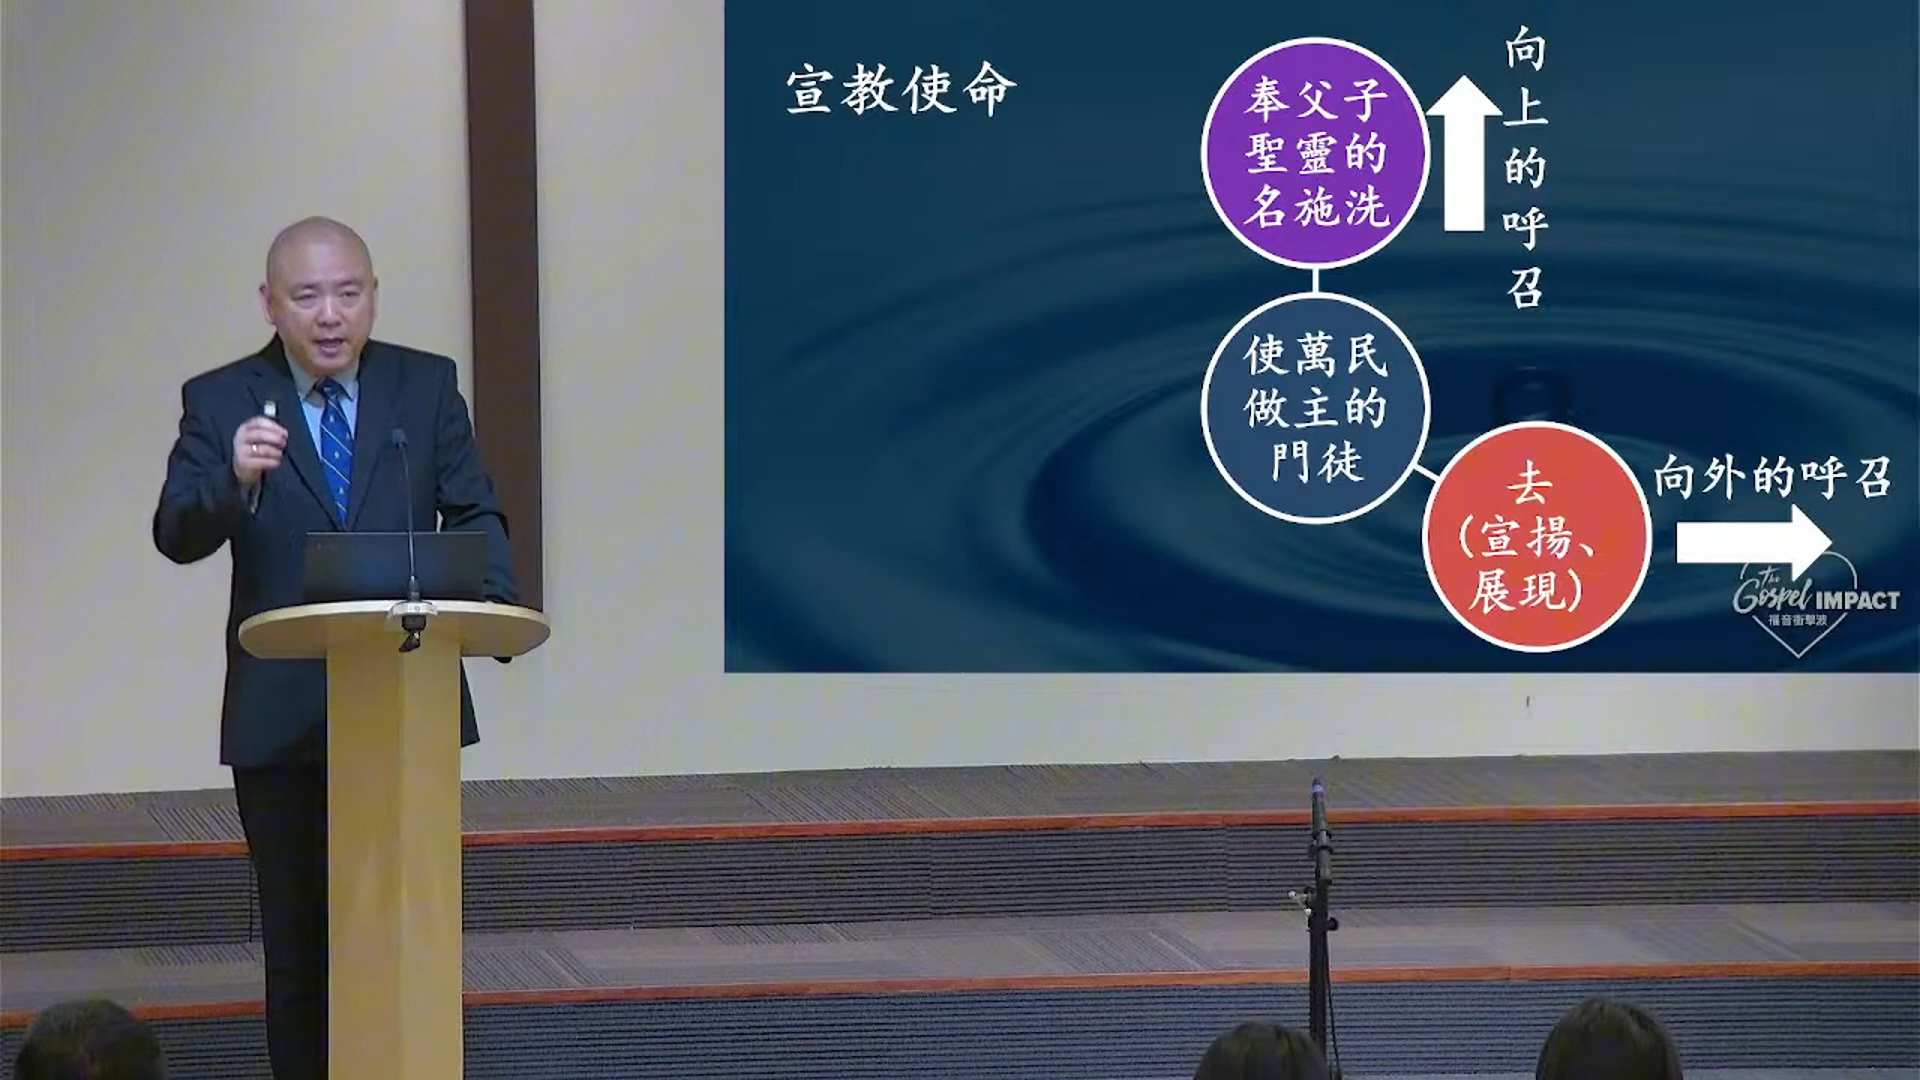 宣教使命
奉父子
聖靈的
名施洗
向上的呼召
使萬民
做主的
門徒
去
(宣揚、
展現)
向外的呼召
The
Gospel IMPACT
福音衝擊波